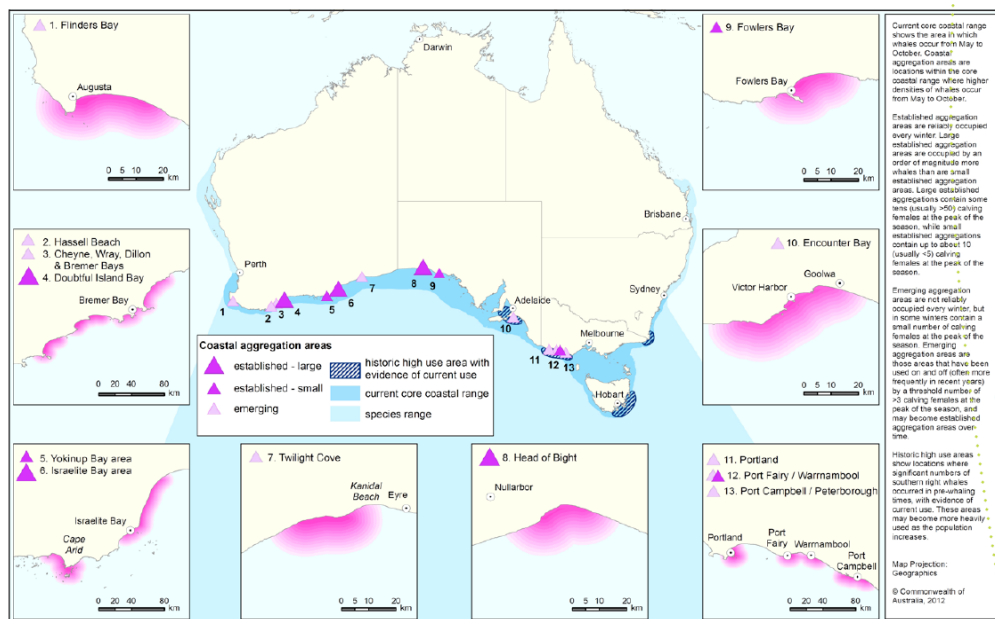 1. Flinders Bay
Augusta
0 5 10 20
km
2. Hassell Beach
3. Cheyne, Wray, Dillon
& Bremer Bays
4. Doubtful Island Bay
Bremer Bay
0 20 40 80
km
5. Yokinup Bay area
6. Israelite Bay area
Israelite Bay
Cape
Arid
0 20 40 80
km
Darwin
Brisbane
Perth
Sydney
Adelaide
Melbourne
Hobart
1
2
3
4
5
6
7
8
9
10
11
12
13
Coastal aggregation areas
established - large
established - small
emerging
historic high use area with
evidence of current use
current core coastal range
species range
7. Twilight Cove
Kanidal
Beach
Eyre
0 5 10 20
km
8. Head of Bight
Nullarbor
0 5 10 20
km
9. Fowlers Bay
Fowlers Bay
0 5 10 20
km
10. Encounter Bay
Goolwa
Victor Harbor
0 5 10 20
km
11. Portland
12. Port Fairy / Warrnambool
13. Port Campbell / Peterborough
Portland
Port
Fairy
Warrnambool
Port
Campbell
0 20 40 80
km
Current core coastal range
shows the area in which
whales occur from May to
October. Coastal
aggregation areas are
locations within the core
coastal range where higher
densities of whales occur
from May to October.
Established aggregation
areas are reliably occupied
every winter. Large
established aggregation
areas are occupied by an
order of magnitude more
whales than are small
established aggregation
areas. Large established
aggregations contain some
tens (usually >50) calving
females at the peak of the
season, while small
established aggregations
contain up to about 10
(usually <5) calving
females at the peak of the
season.
Emerging aggregation
areas are not reliably
occupied every winter, but
in some winters contain a
small number of calving
females at the peak of the
season. Emerging
aggregation areas are
those areas that have been
used on and off (often more
frequently in recent years)
by a threshold number of
>3 calving females at the
peak of the season, and
may become established
aggregation areas over
time.
Historic high use areas
show locations where
significant numbers of
southern right whales
occurred in pre-whaling
times, with evidence of
current use. These areas
may become more heavily
used as the population
increases.
Map Projection:
Geographics
© Commonwealth of
Australia, 2012